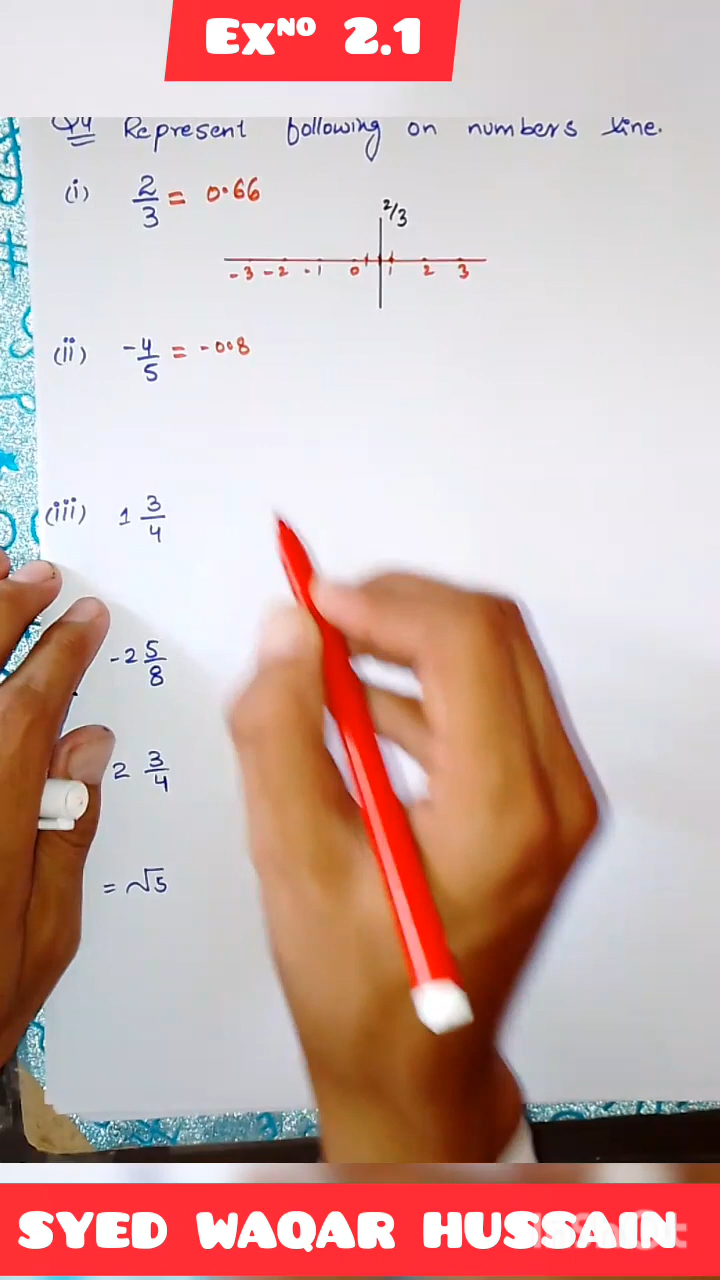 Exᴺᴼ 2.1
Q4 Represent following on numbers line.
(i) 2/3 = 0.66
2/3
-3 -2 -1 0 1 2 3
(ii) -4/5 = -0.8
(iii) 1 3/4
-2 5/8
2 3/4
= √5
SYED WAQAR HUSSAIN